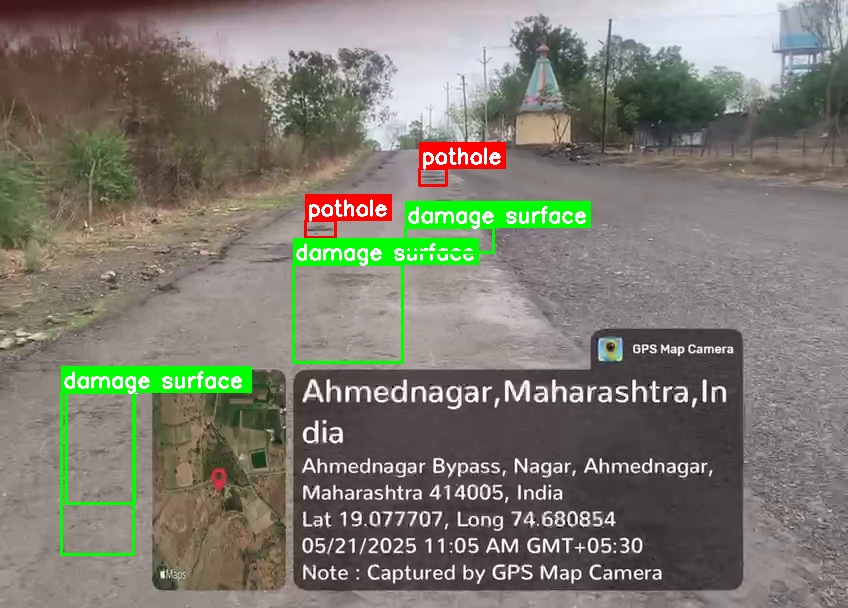 pothole
pothole
damage surface
damage surface
damage surface
GPS Map Camera
Ahmednagar,Maharashtra,In
dia
Ahmednagar Bypass, Nagar, Ahmednagar,
Maharashtra 414005, India
Lat 19.077707, Long 74.680854
05/21/2025 11:05 AM GMT+05:30
Note : Captured by GPS Map Camera
Maps